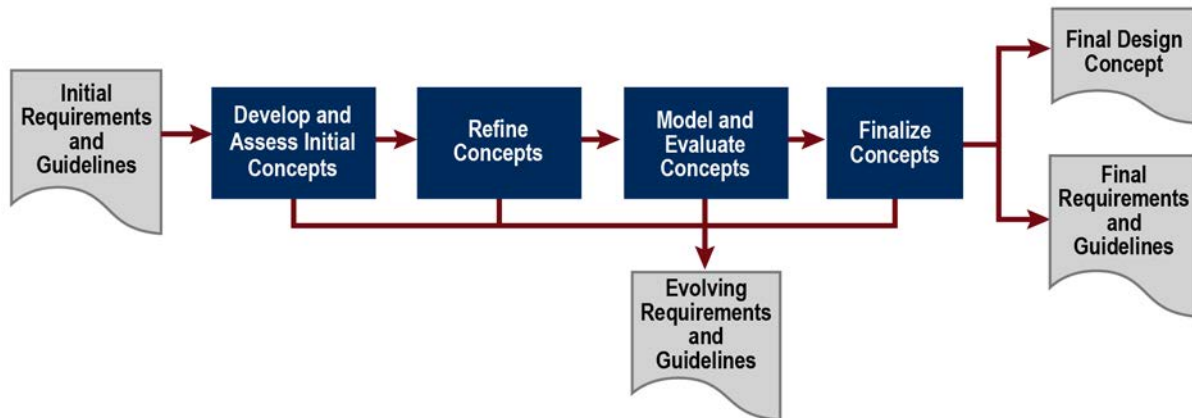 Initial
Requirements
and
Guidelines
Develop and
Assess Initial
Concepts
Refine
Concepts
Model and
Evaluate
Concepts
Finalize
Concepts
Final Design
Concept
Final
Requirements
and
Guidelines
Evolving
Requirements
and
Guidelines